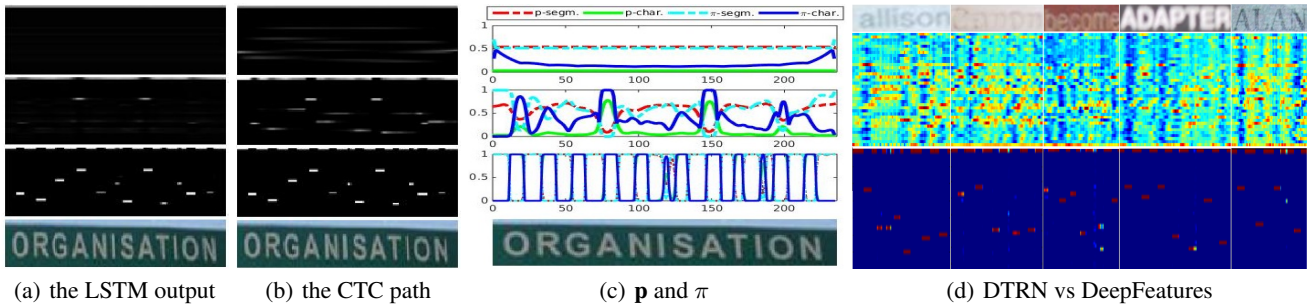 p-segm. p-char. π-segm. π-char.
1
0.5
0
0 50 100 150 200
1
0.5
0
0 50 100 150 200
1
0.5
0
0 50 100 150 200
allison become ADAPTER ALAN
ORGANISATION ORGANISATION ORGANISATION
(a) the LSTM output (b) the CTC path (c) p and π (d) DTRN vs DeepFeatures